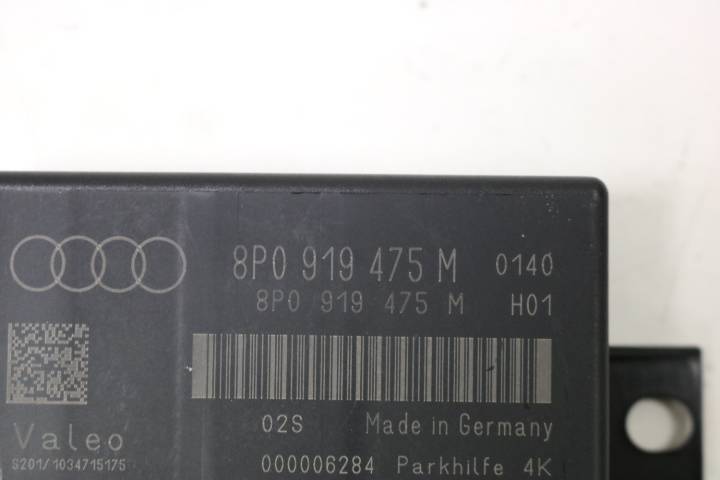 8P0 919 475 M 0140
8P0 919 475 M H01
02S Made in Germany
Valeo
S201/1034715175
000006284 Parkhilfe 4K